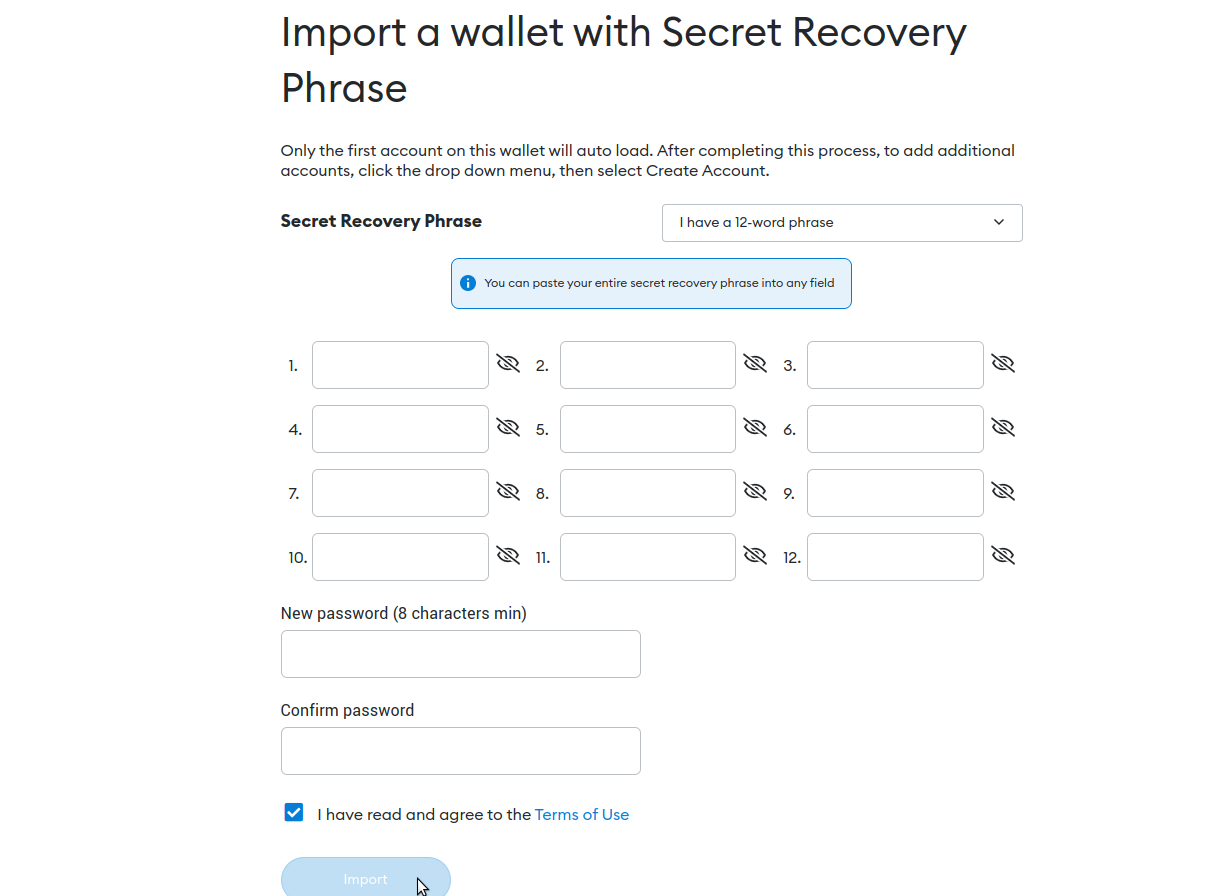 Import a wallet with Secret Recovery
Phrase
Only the first account on this wallet will auto load. After completing this process, to add additional
accounts, click the drop down menu, then select Create Account.
Secret Recovery Phrase
I have a 12-word phrase
You can paste your entire secret recovery phrase into any field
1. 2. 3.
4. 5. 6.
7. 8. 9.
10. 11. 12.
New password (8 characters min)
Confirm password
I have read and agree to the Terms of Use
Import